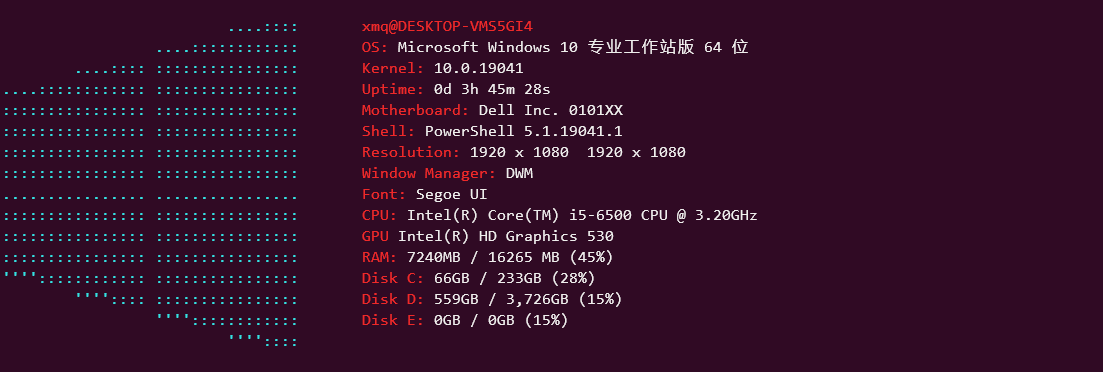 xmq@DESKTOP-VMS5GI4
OS: Microsoft Windows 10 专业工作站版 64 位
Kernel: 10.0.19041
Uptime: 0d 3h 45m 28s
Motherboard: Dell Inc. 0101XX
Shell: PowerShell 5.1.19041.1
Resolution: 1920 x 1080  1920 x 1080
Window Manager: DWM
Font: Segoe UI
CPU: Intel(R) Core(TM) i5-6500 CPU @ 3.20GHz
GPU Intel(R) HD Graphics 530
RAM: 7240MB / 16265 MB (45%)
Disk C: 66GB / 233GB (28%)
Disk D: 559GB / 3,726GB (15%)
Disk E: 0GB / 0GB (15%)